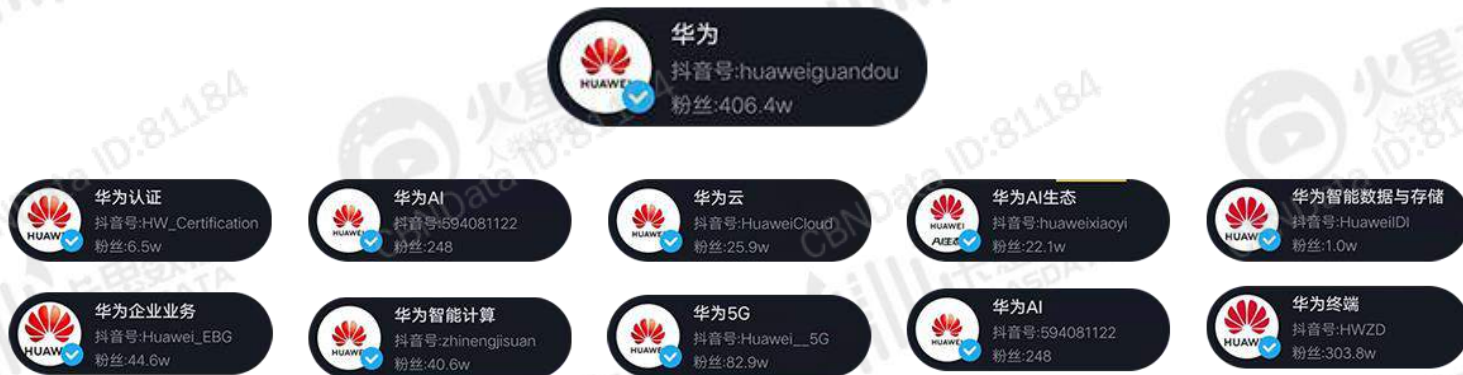 华为
抖音号:huaweiguandou
粉丝:406.4w
华为认证
抖音号:HW_Certification
粉丝:6.5w
华为AI
抖音号:594081122
粉丝:248
华为云
抖音号:HuaweiCloud
粉丝:25.9w
华为AI生态
抖音号:huaweixiaoyi
粉丝:22.1w
华为智能数据与存储
抖音号:HuaweiIDI
粉丝:1.0w
华为企业业务
抖音号:Huawei_EBG
粉丝:44.6w
华为智能计算
抖音号:zhinengjisuan
粉丝:40.6w
华为5G
抖音号:Huawei__5G
粉丝:82.9w
华为AI
抖音号:594081122
粉丝:248
华为终端
抖音号:HWZD
粉丝:303.8w
HUAWEI
CBNData ID:81184
火星